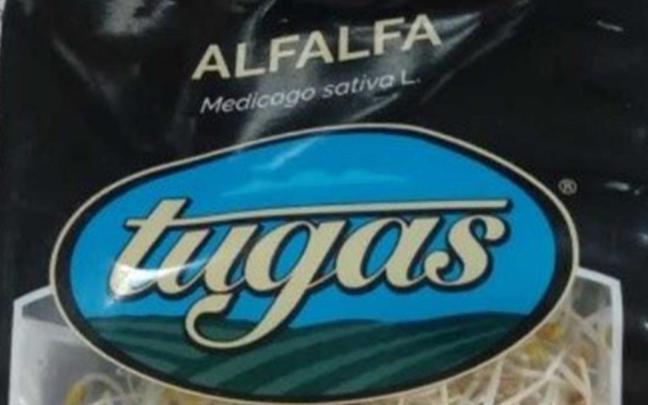 ALFALFA
Medicago sativa L.
tugas
®